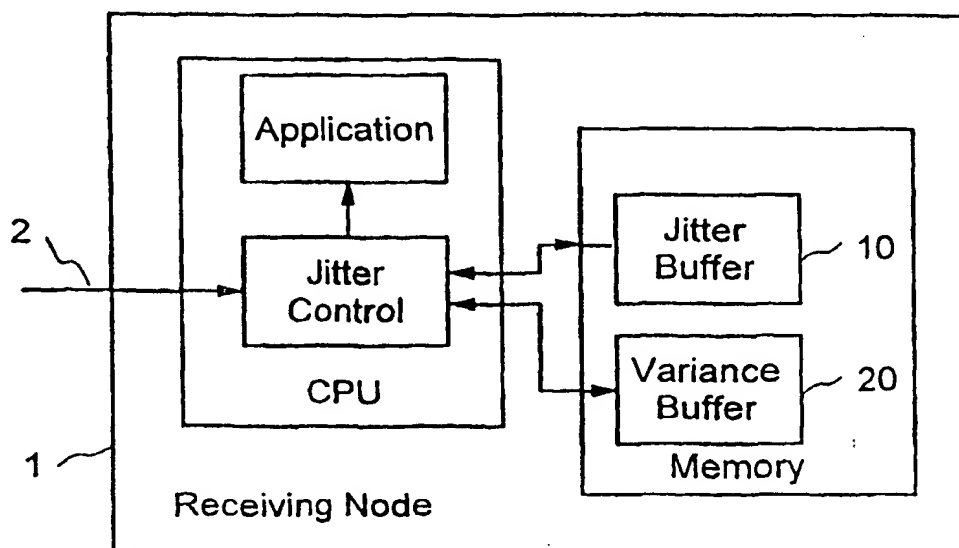 Application
2
Jitter
Control
CPU
Jitter
Buffer
10
Variance
Buffer
20
Memory
1
Receiving Node